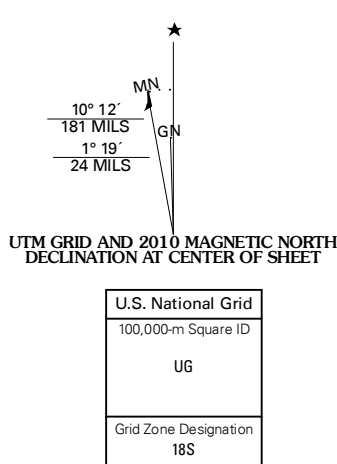 ★
MN
10° 12´
181 MILS
GN
1° 19´
24 MILS
UTM GRID AND 2010 MAGNETIC NORTH
DECLINATION AT CENTER OF SHEET
U.S. National Grid
100,000-m Square ID
UG
Grid Zone Designation
18S